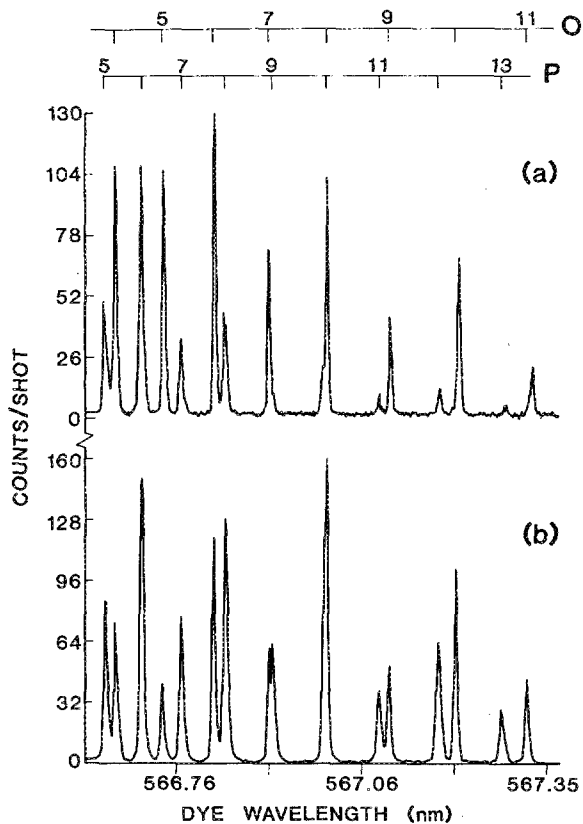 5 7 9 11 O
5 7 9 11 13 P
130
(a)
104
78
52
26
0
COUNTS/SHOT
160
(b)
128
96
64
32
0
566.76 567.06 567.35
DYE WAVELENGTH (nm)